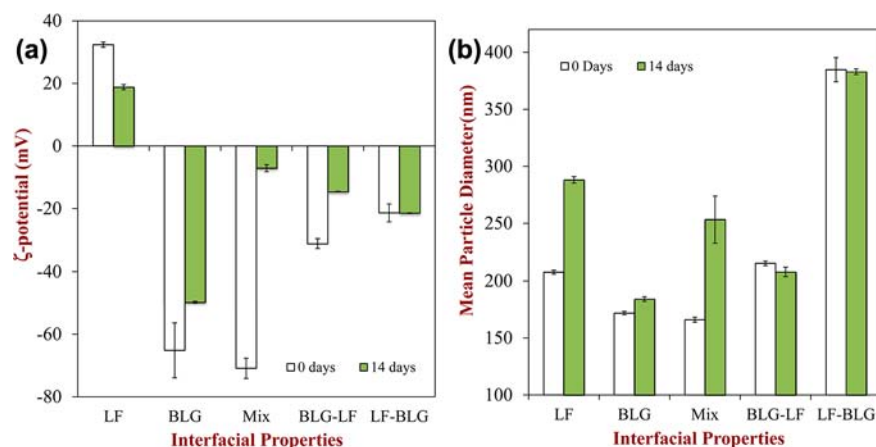 (a)
ζ-potential (mV)
40
20
0
-20
-40
-60
-80
0 days
14 days
LF BLG Mix BLG-LF LF-BLG
Interfacial Properties
(b)
Mean Particle Diameter(nm)
400
350
300
250
200
150
100
0 Days
14 days
LF BLG Mix BLG-LF LF-BLG
Interfacial Properties